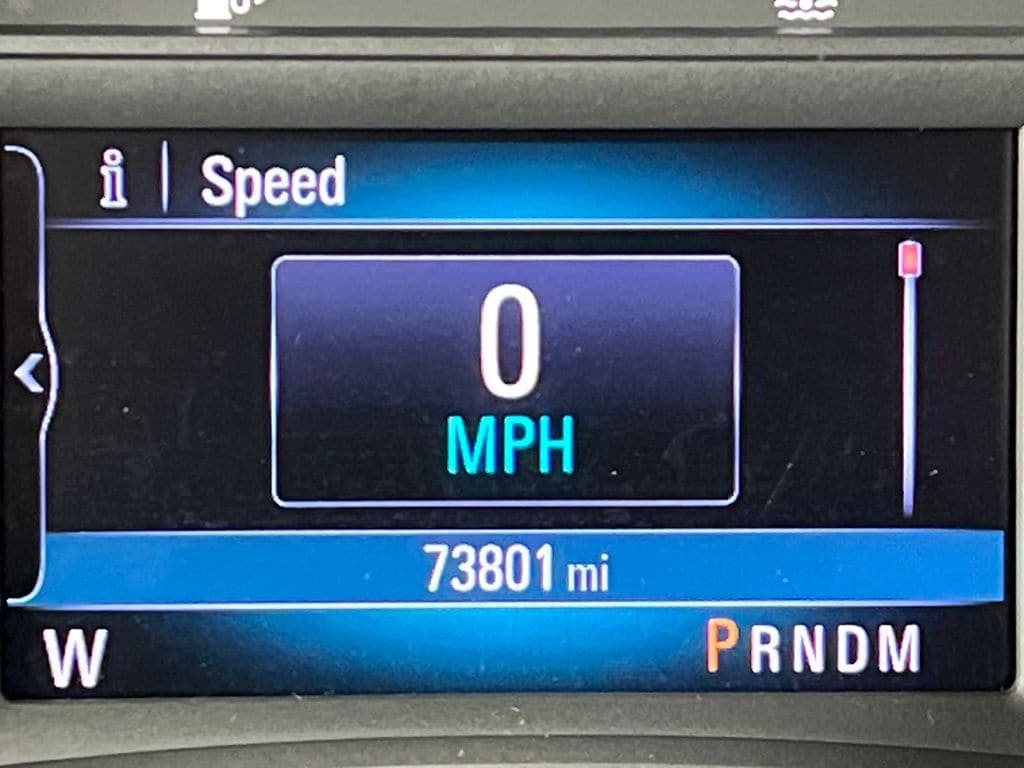 i | Speed
0
MPH
73801 mi
W PRNDM